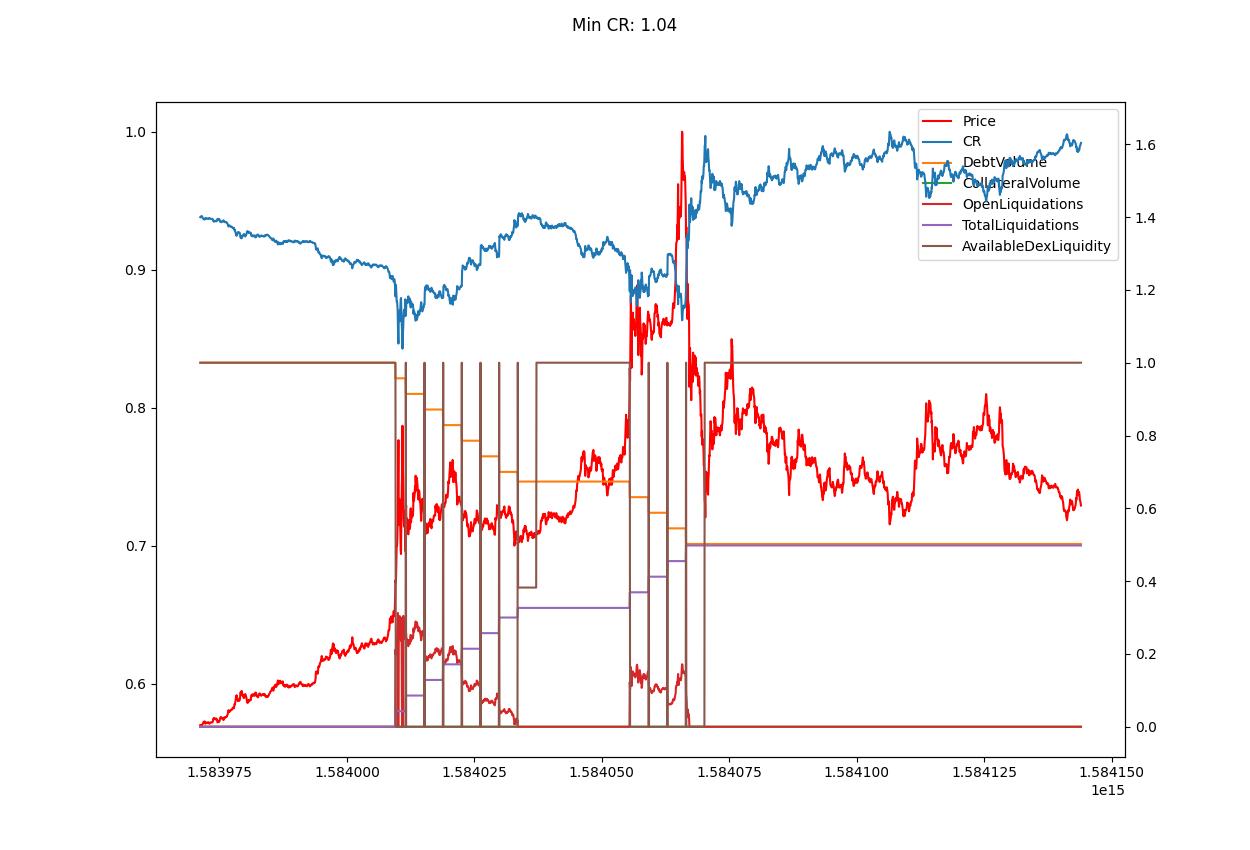 Min CR: 1.04
1.0
0.9
0.8
0.7
0.6
1.6
1.4
1.2
1.0
0.8
0.6
0.4
0.2
0.0
Price
CR
DebtVolume
CollateralVolume
OpenLiquidations
TotalLiquidations
AvailableDexLiquidity
1.583975 1.584000 1.584025 1.584050 1.584075 1.584100 1.584125 1.584150
1e15